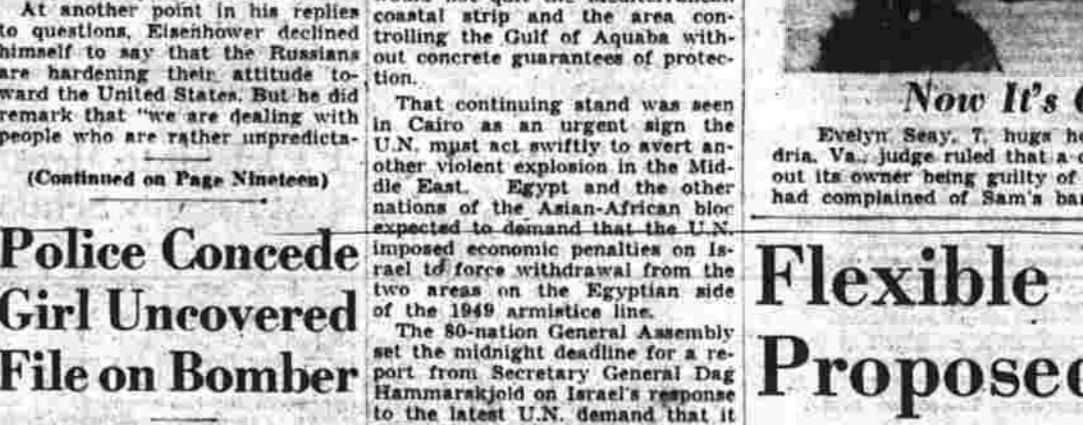 At another point in his replies
to questions, Eisenhower declined
himself to say that the Russians
are hardening their attitude to-
ward the United States. But he did
remark that "we are dealing with
people who are rather unpredicta-
(Continued on Page Nineteen)
Police Concede
Girl Uncovered
File on Bomber
coastal strip and the area con-
trolling the Gulf of Aquaba with-
out concrete guarantees of protec-
tion.
That continuing stand was seen
in Cairo as an urgent sign the
U.N. must act swiftly to avert an-
other violent explosion in the Mid-
dle East. Egypt and the other
nations of the Asian-African bloc
expected to demand that the U.N.
imposed economic penalties on Is-
rael to force withdrawal from the
two areas on the Egyptian side
of the 1949 armistice line.
The 80-nation General Assembly
set the midnight deadline for a re-
port from Secretary General Dag
Hammarskjold on Israel's response
to the latest U.N. demand that it
Now It's
Evelyn Seay, 7, hugs
dria, Va., judge ruled that a
out its owner being guilty of
had complained of Sam's
Flexible
Proposed